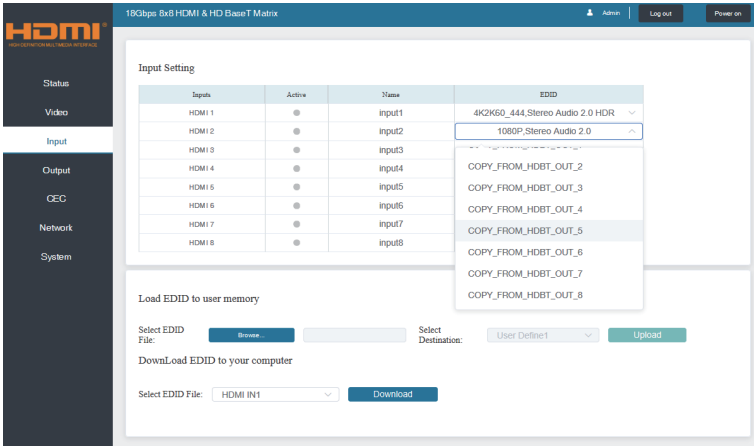 18Gbps 8x8 HDMI & HD BaseT Matrix
Admin
Log out
Power on
HDMI
HIGH DEFINITION MULTIMEDIA INTERFACE
Status
Video
Input
Output
CEC
Network
System
Input Setting
Inputs Active Name EDID
HDMI 1 input1 4K2K60_444,Stereo Audio 2.0 HDR
HDMI 2 input2 1080P,Stereo Audio 2.0
HDMI 3 input3
HDMI 4 input4 COPY_FROM_HDBT_OUT_2
HDMI 5 input5 COPY_FROM_HDBT_OUT_3
HDMI 6 input6 COPY_FROM_HDBT_OUT_4
HDMI 7 input7 COPY_FROM_HDBT_OUT_5
HDMI 8 input8 COPY_FROM_HDBT_OUT_6
COPY_FROM_HDBT_OUT_7
COPY_FROM_HDBT_OUT_8
Load EDID to user memory
Select EDID File: Browse... Select Destination: User Define1 Upload
DownLoad EDID to your computer
Select EDID File: HDMI IN1 Download